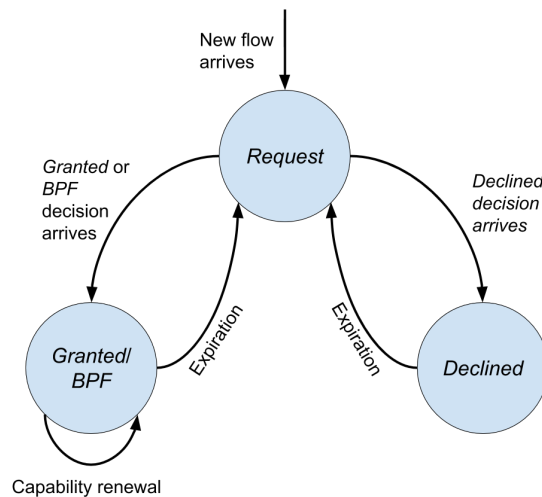 New flow
arrives
Request
Granted or
BPF
decision
arrives
Declined
decision
arrives
Expiration
Expiration
Granted/
BPF
Declined
Capability renewal